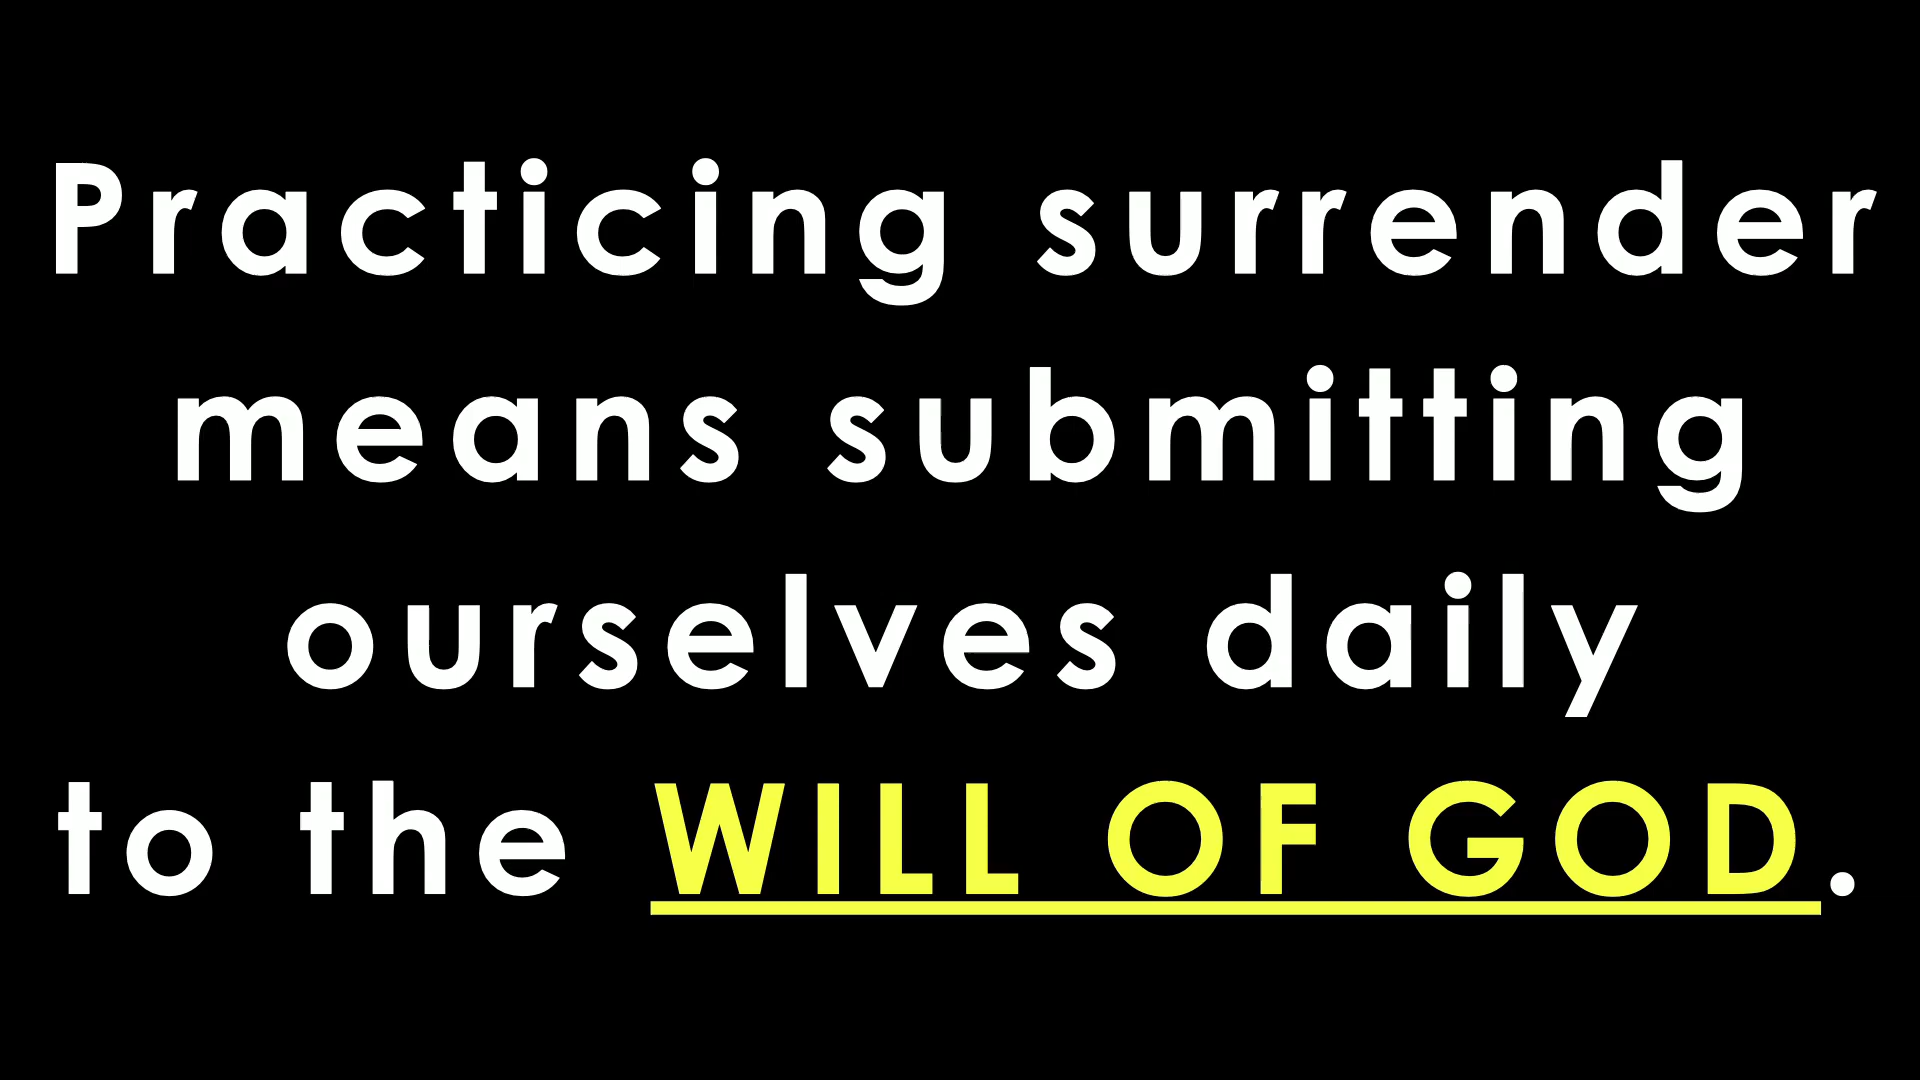 Practicing surrender
means submitting
ourselves daily
to the WILL OF GOD.